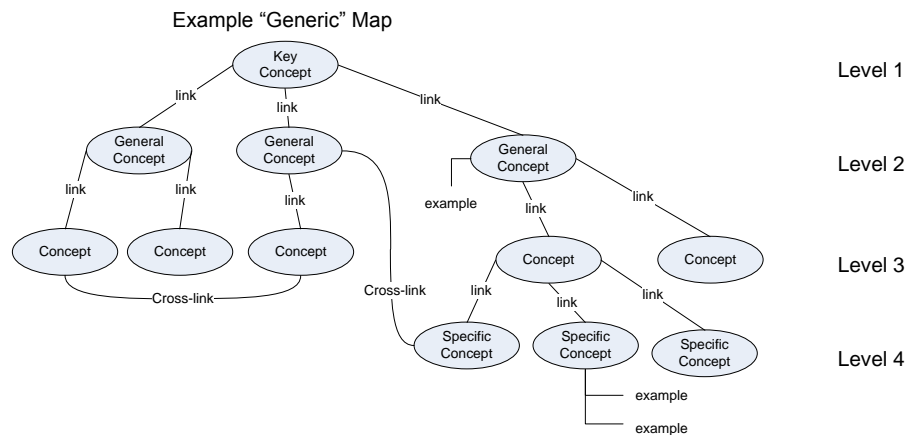 Example “Generic” Map
Key
Concept
Level 1
link
link
link
General
Concept
General
Concept
General
Concept
Level 2
link
link
link
example
link
link
Concept
Concept
Concept
Concept
Concept
Level 3
Cross-link
Cross-link
link
link
link
Specific
Concept
Specific
Concept
Specific
Concept
Level 4
example
example